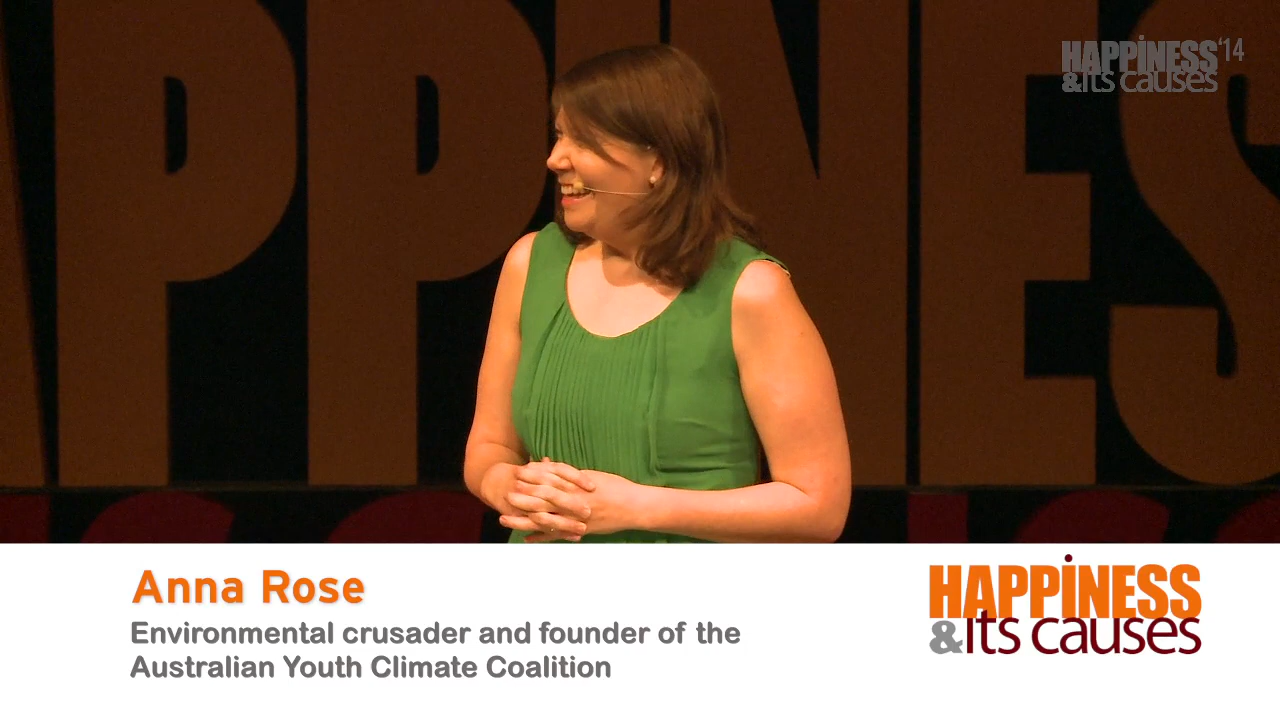 HAPPINES
HAPPiNESS '14
&its causes
Anna Rose
Environmental crusader and founder of the
Australian Youth Climate Coalition
HAPPiNESS
&its causes